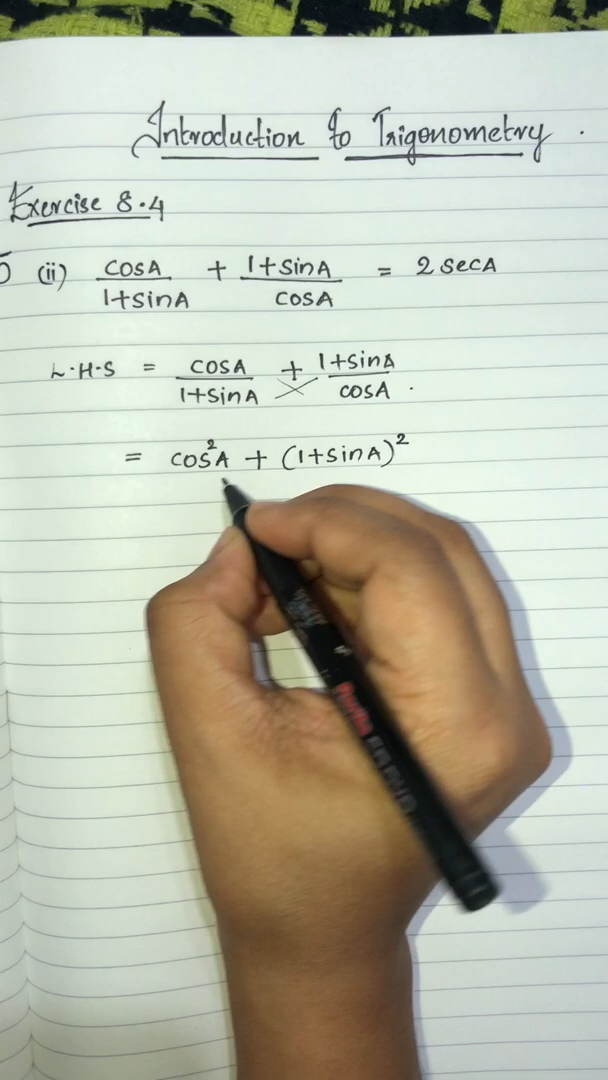 Introduction to Trigonometry.
Exercise 8.4
5 (ii) cosA/1+sinA + 1+sinA/cosA = 2 secA
L.H.S = cosA/1+sinA + 1+sinA/cosA.
= cos²A + (1+sinA)²